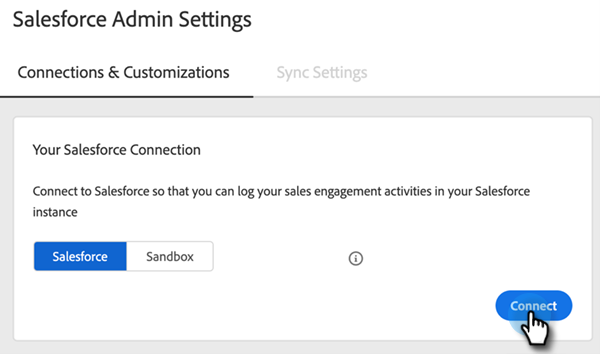 Salesforce Admin Settings
Connections & Customizations
Sync Settings
Your Salesforce Connection
Connect to Salesforce so that you can log your sales engagement activities in your Salesforce
instance
Salesforce
Sandbox
Connect